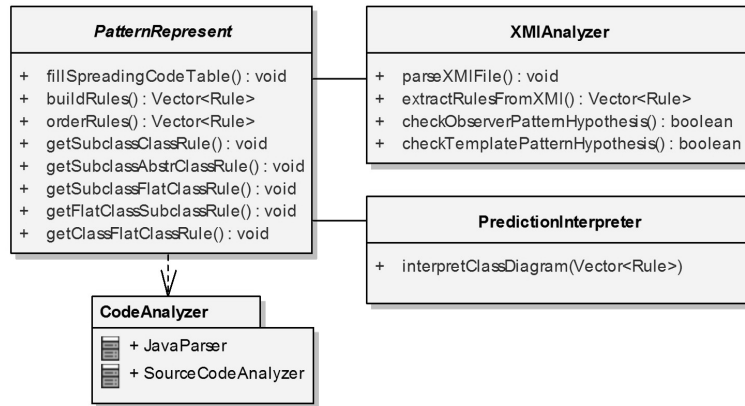 PatternRepresent
+ fillSpreadingCodeTable() : void
+ buildRules() : Vector<Rule>
+ orderRules() : Vector<Rule>
+ getSubclassClassRule() : void
+ getSubclassAbstrClassRule() : void
+ getSubclassFlatClassRule() : void
+ getFlatClassSubclassRule() : void
+ getClassFlatClassRule() : void
XMIAnalyzer
+ parseXMIFile() : void
+ extractRulesFromXMI() : Vector<Rule>
+ checkObserverPatternHypothesis() : boolean
+ checkTemplatePatternHypothesis() : boolean
PredictionInterpreter
+ interpretClassDiagram(Vector<Rule>)
CodeAnalyzer
+ JavaParser
+ SourceCodeAnalyzer